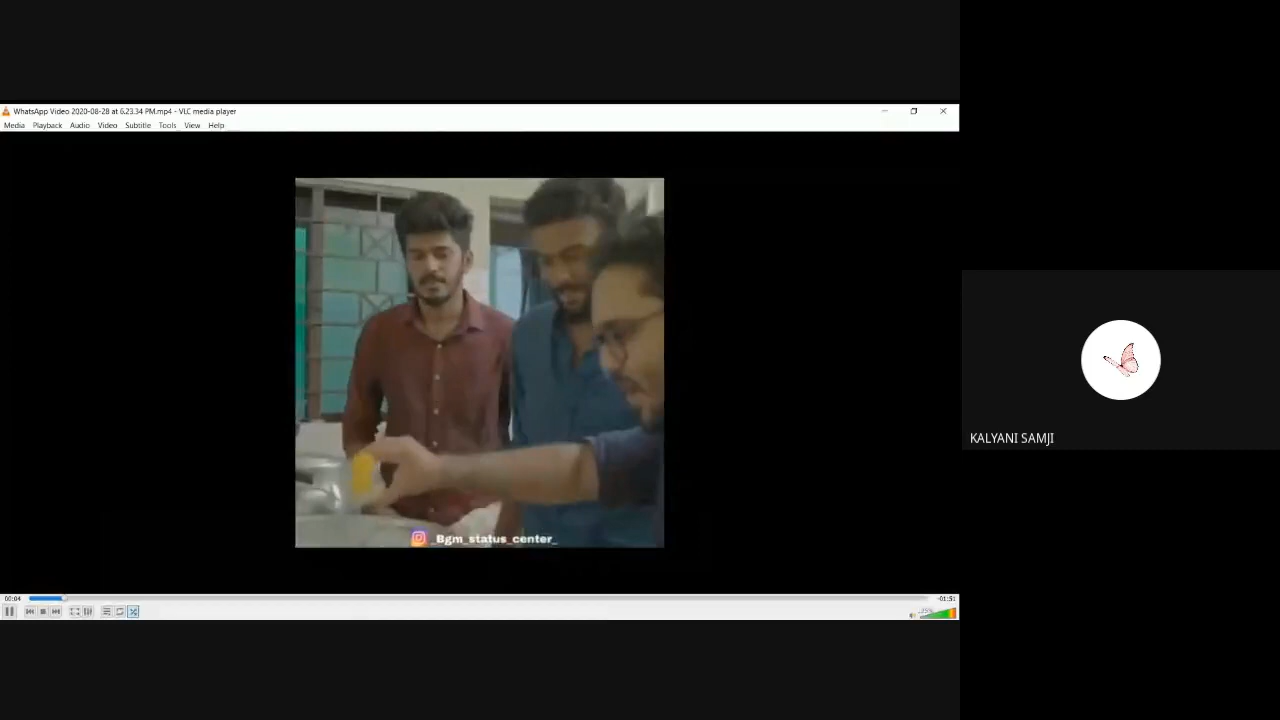 WhatsApp Video 2020-08-28 at 6.23.34 PM.mp4 - VLC media player
Media Playback Audio Video Subtitle Tools View Help
KALYANI SAMJI
_Bgm_status_center_
00:04
-01:51